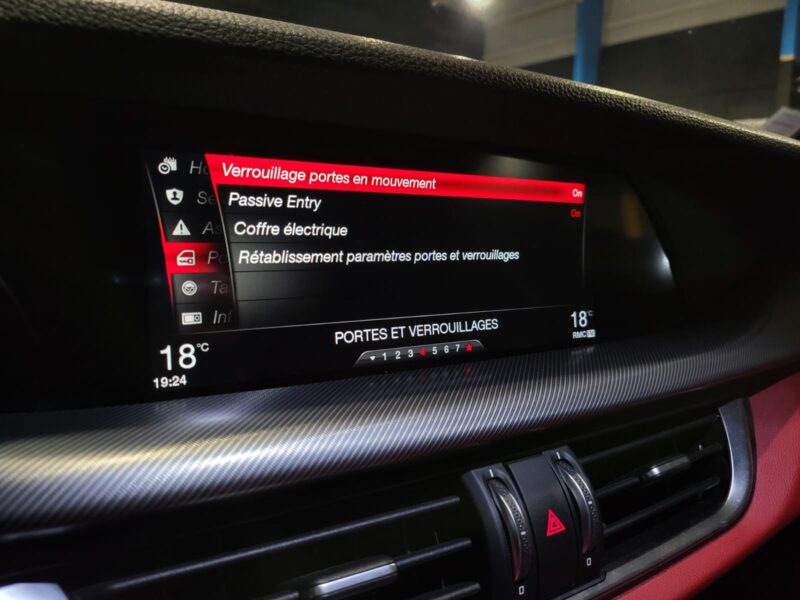 Verrouillage portes en mouvement On
Passive Entry On
Coffre électrique
Rétablissement paramètres portes et verrouillages
PORTES ET VERROUILLAGES
1 2 3 5 6 7
18°C
19:24
18°C
RMC FM